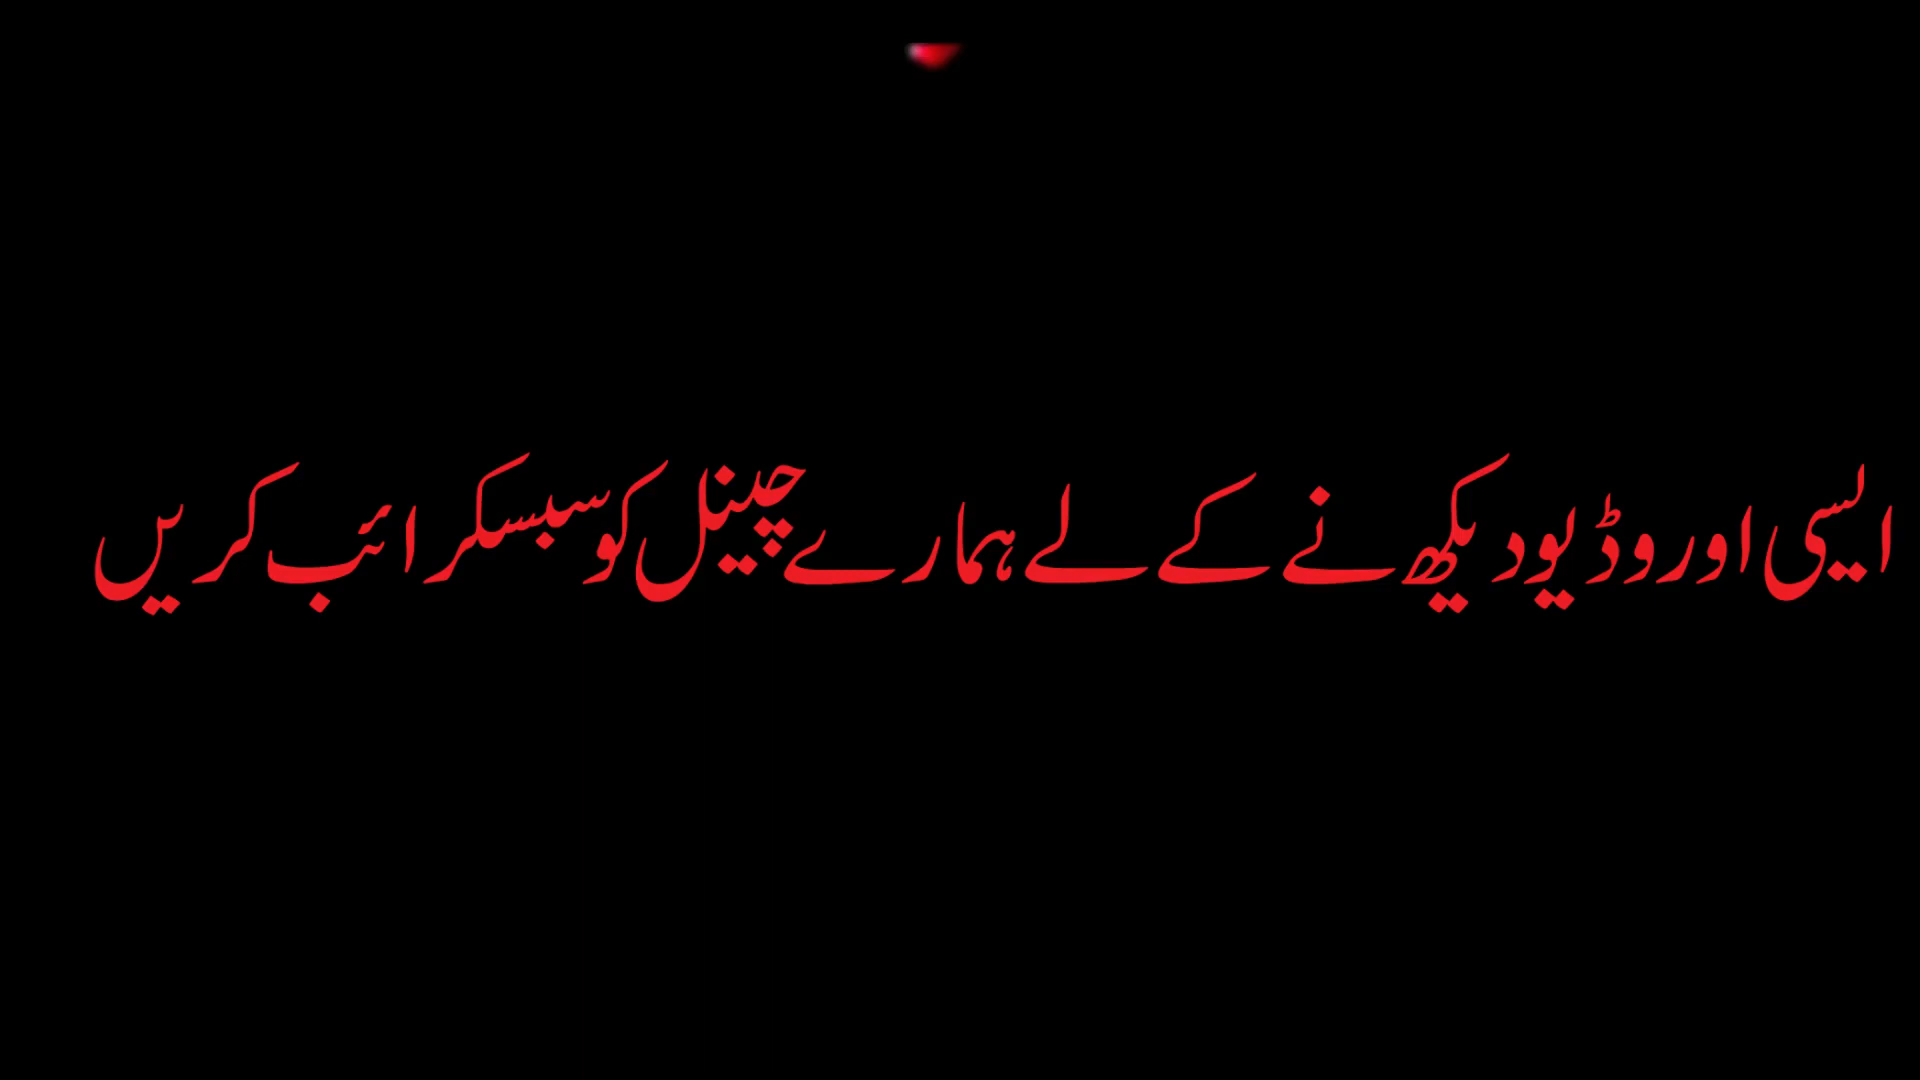 ایسی اور وڈیو دیکھنے کے لے ہمارے چینل کو سبسکرائب کریں